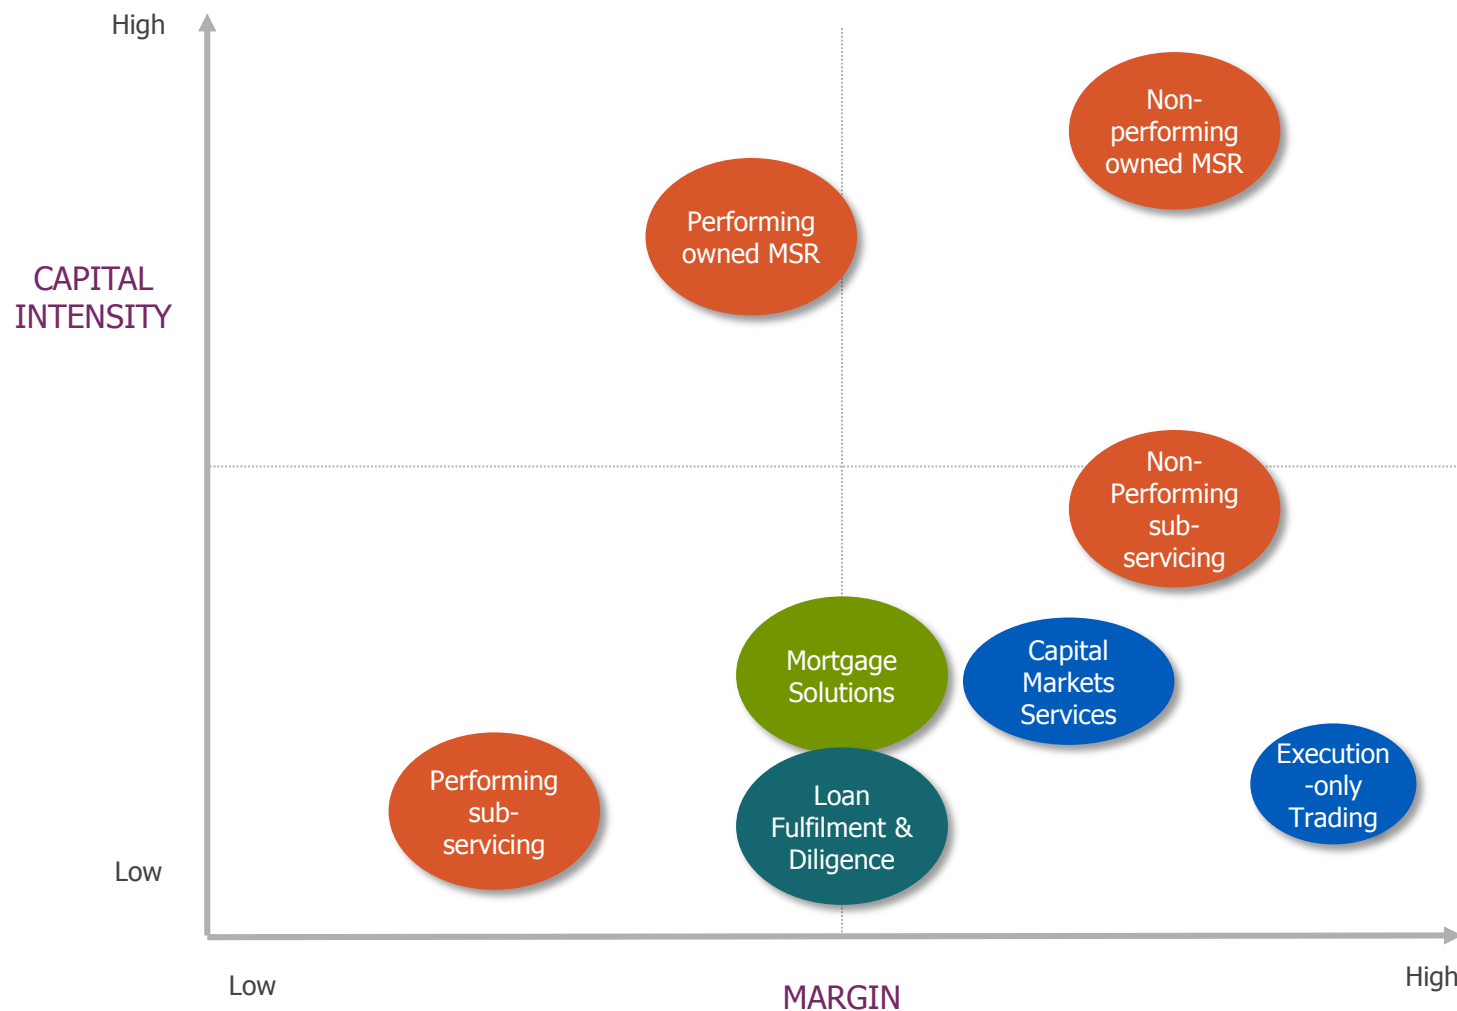 High
Non-
performing
owned MSR
Performing
owned MSR
CAPITAL
INTENSITY
Non-
Performing
sub-
servicing
Mortgage
Solutions
Capital
Markets
Services
Execution
-only
Trading
Performing
sub-
servicing
Loan
Fulfilment &
Diligence
Low
Low
MARGIN
High